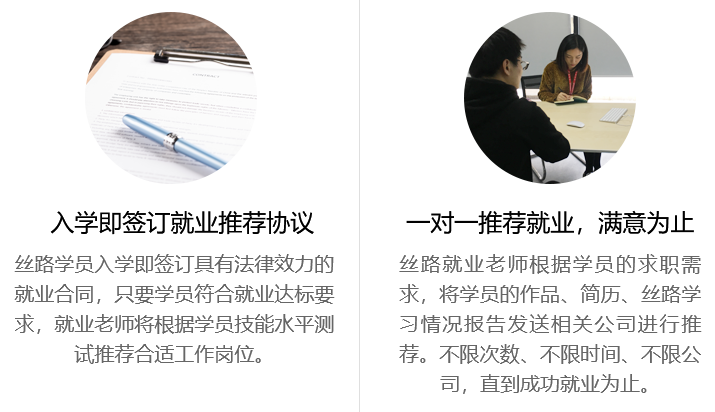 入学即签订就业推荐协议
丝路学员入学即签订具有法律效力的
就业合同，只要学员符合就业达标要
求，就业老师将根据学员技能水平测
试推荐合适工作岗位。
一对一推荐就业，满意为止
丝路就业老师根据学员的求职需
求，将学员的作品、简历、丝路学
习情况报告发送相关公司进行推
荐。不限次数、不限时间、不限公
司，直到成功就业为止。